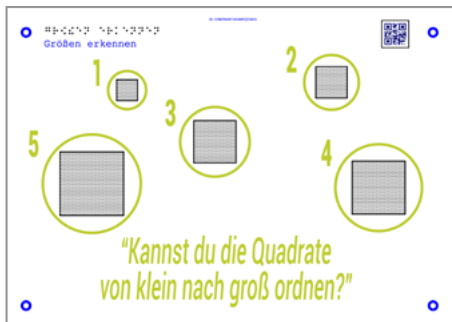 Größen erkennen
1
2
3
5
4
“Kannst du die Quadrate
von klein nach groß ordnen?”